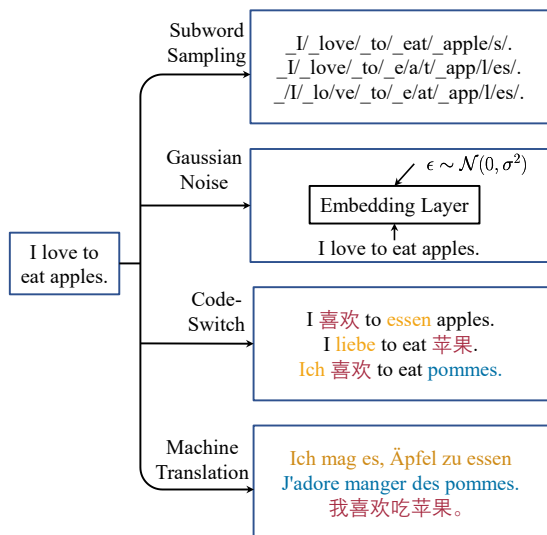 Subword
Sampling
_I/_love/_to/_eat/_apple/s/.
_I/_love/_to/_e/a/t/_app/l/es/.
_/I/_lo/ve/_to/_e/at/_app/l/es/.
Gaussian
Noise
ϵ ∼ 𝒩(0, σ²)
Embedding Layer
I love to eat apples.
I love to
eat apples.
Code-
Switch
I 喜欢 to essen apples.
I liebe to eat 苹果.
Ich 喜欢 to eat pommes.
Machine
Translation
Ich mag es, Äpfel zu essen
J'adore manger des pommes.
我喜欢吃苹果。